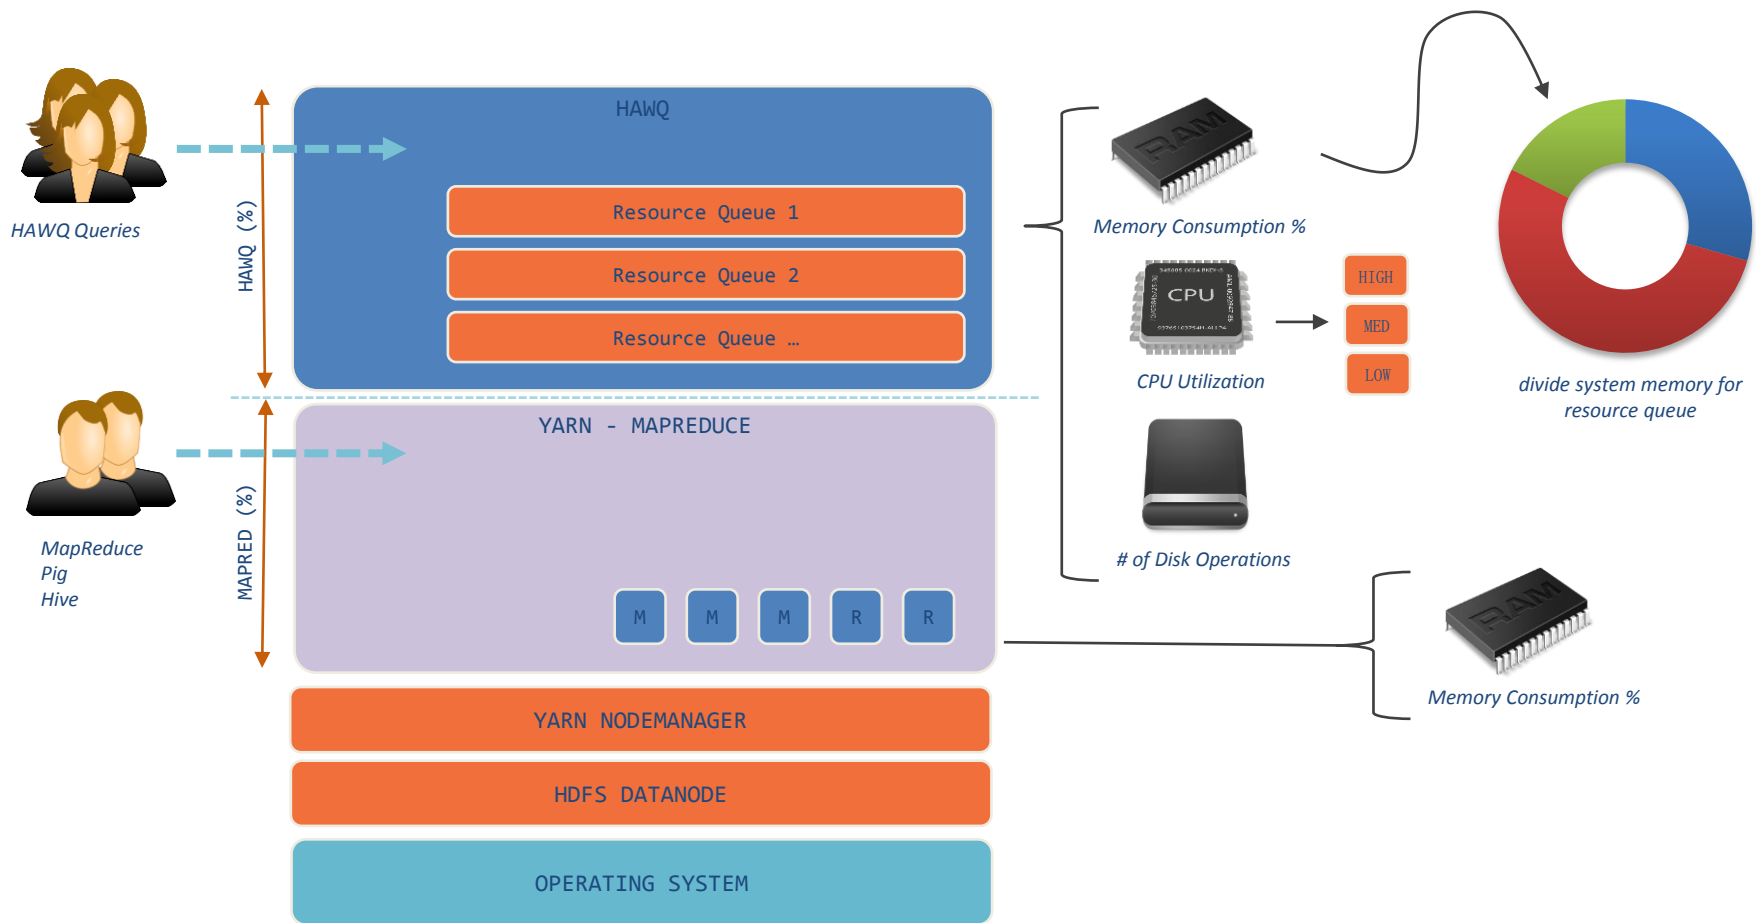 HAWQ
RAM
HAWQ Queries
HAWQ (%)
Resource Queue 1
Resource Queue 2
Resource Queue …
Memory Consumption %
CPU
CPU Utilization
HIGH
MED
LOW
divide system memory for
resource queue
YARN - MAPREDUCE
MapReduce
Pig
Hive
MAPRED (%)
# of Disk Operations
M
M
M
R
R
RAM
Memory Consumption %
YARN NODEMANAGER
HDFS DATANODE
OPERATING SYSTEM